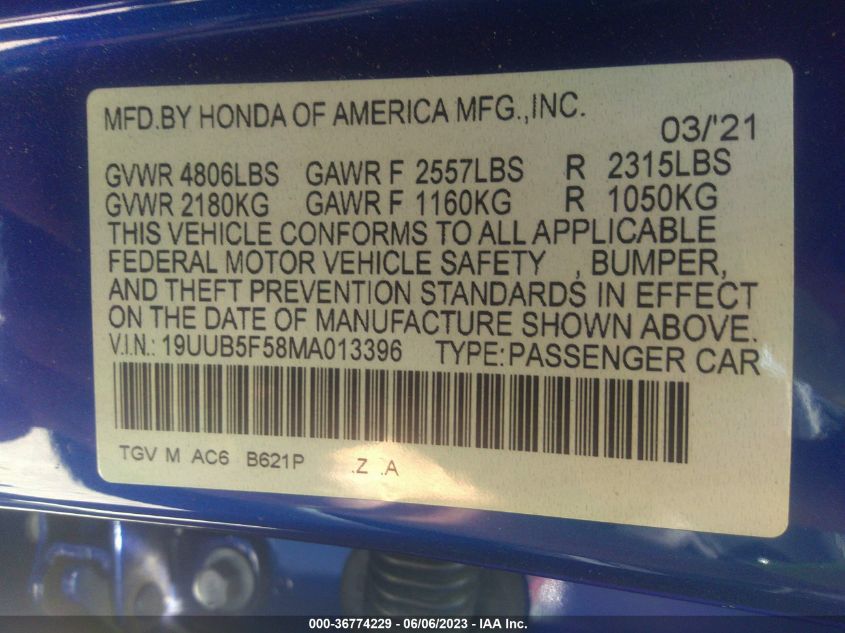 MFD.BY HONDA OF AMERICA MFG.,INC. 03/'21
GVWR 4806LBS GAWR F 2557LBS R 2315LBS
GVWR 2180KG GAWR F 1160KG R 1050KG
THIS VEHICLE CONFORMS TO ALL APPLICABLE
FEDERAL MOTOR VEHICLE SAFETY , BUMPER,
AND THEFT PREVENTION STANDARDS IN EFFECT
ON THE DATE OF MANUFACTURE SHOWN ABOVE.
V.I.N.: 19UUB5F58MA013396 TYPE: PASSENGER CAR
TGV M AC6 B621P .Z .A
000-36774229 - 06/06/2023 - IAA Inc.